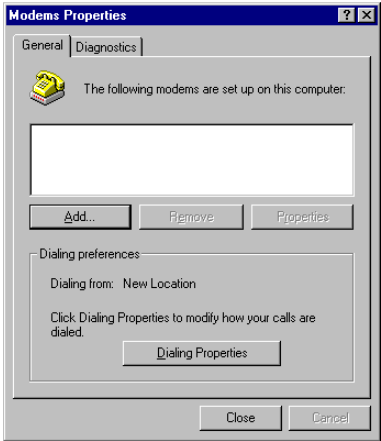 Modems Properties
General Diagnostics
The following modems are set up on this computer:
Add... Remove Properties
Dialing preferences
Dialing from: New Location
Click Dialing Properties to modify how your calls are
dialed.
Dialing Properties
Close Cancel